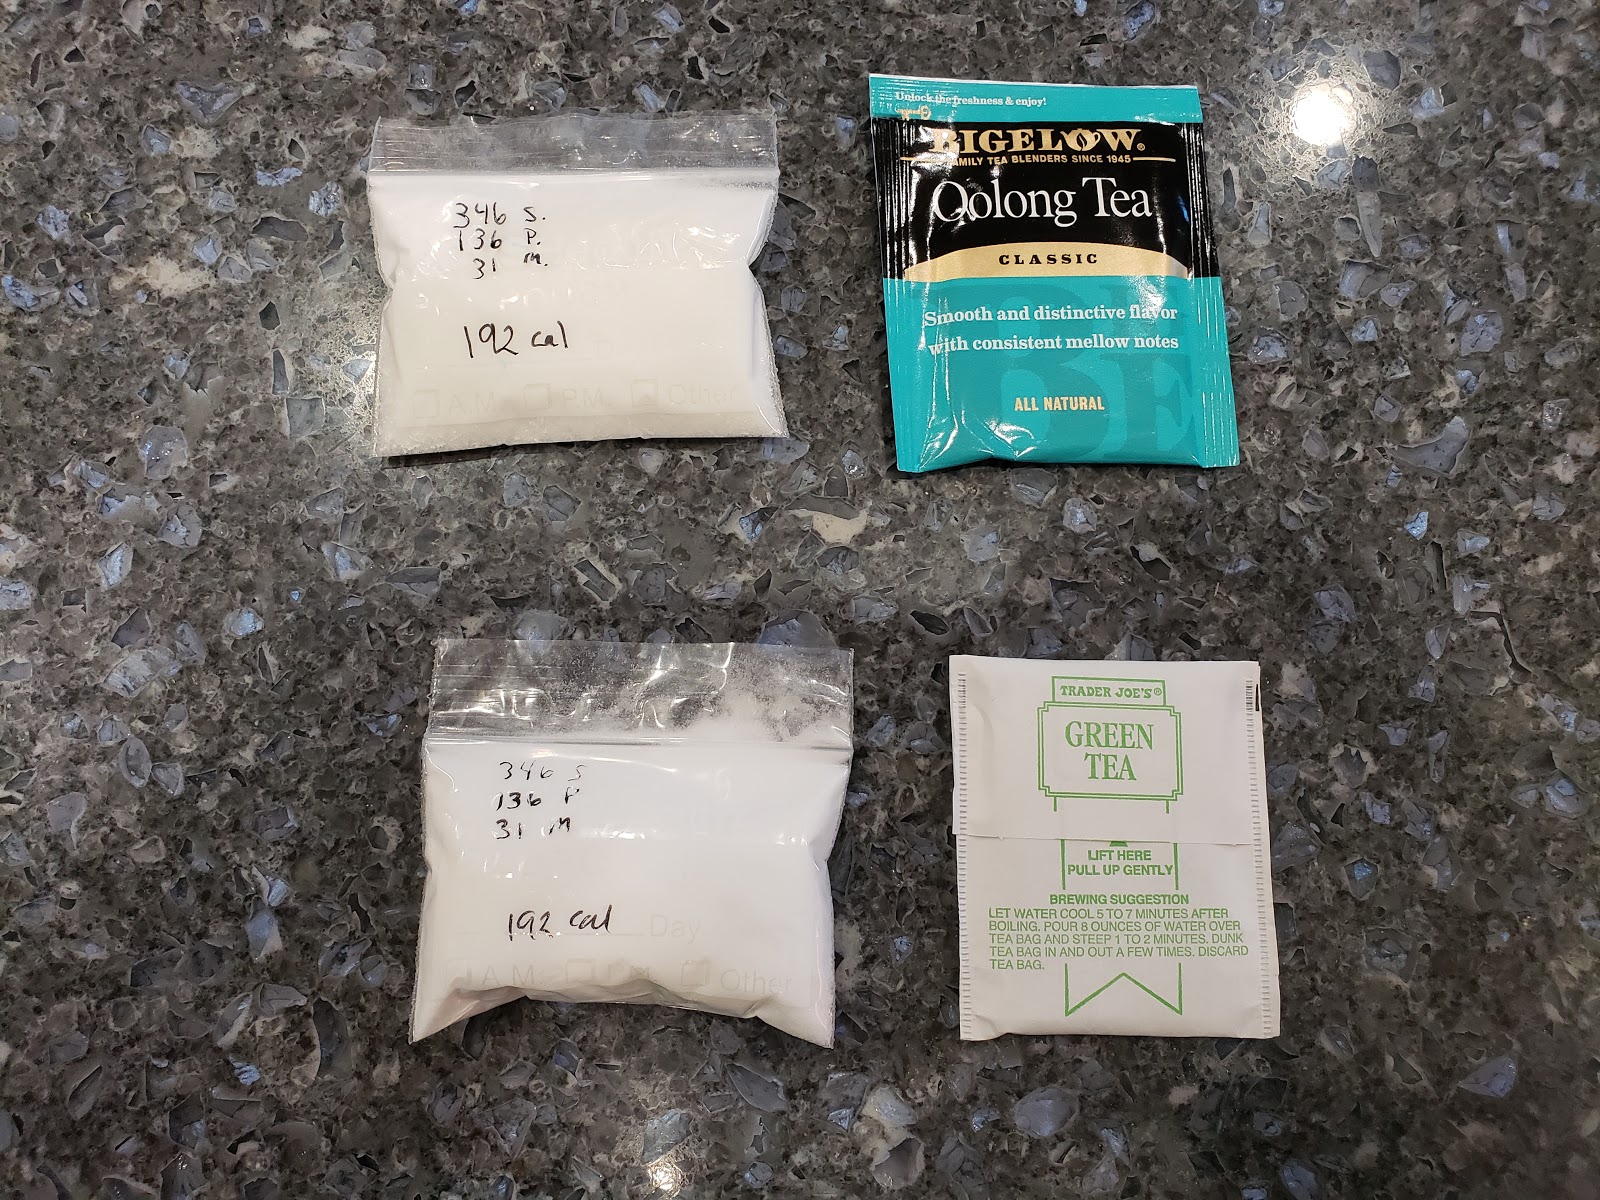 346 s.
136 P.
31 m.
192 cal
A.M. P.M. Other
Unlock the freshness & enjoy!
BIGELOW®
FAMILY TEA BLENDERS SINCE 1945
Oolong Tea
CLASSIC
Smooth and distinctive flavor
with consistent mellow notes
ALL NATURAL
346 s
136 P
31 m
192 cal
Day
A.M. P.M. Other
TRADER JOE'S®
GREEN
TEA
LIFT HERE
PULL UP GENTLY
BREWING SUGGESTION
LET WATER COOL 5 TO 7 MINUTES AFTER
BOILING. POUR 8 OUNCES OF WATER OVER
TEA BAG AND STEEP 1 TO 2 MINUTES. DUNK
TEA BAG IN AND OUT A FEW TIMES. DISCARD
TEA BAG.